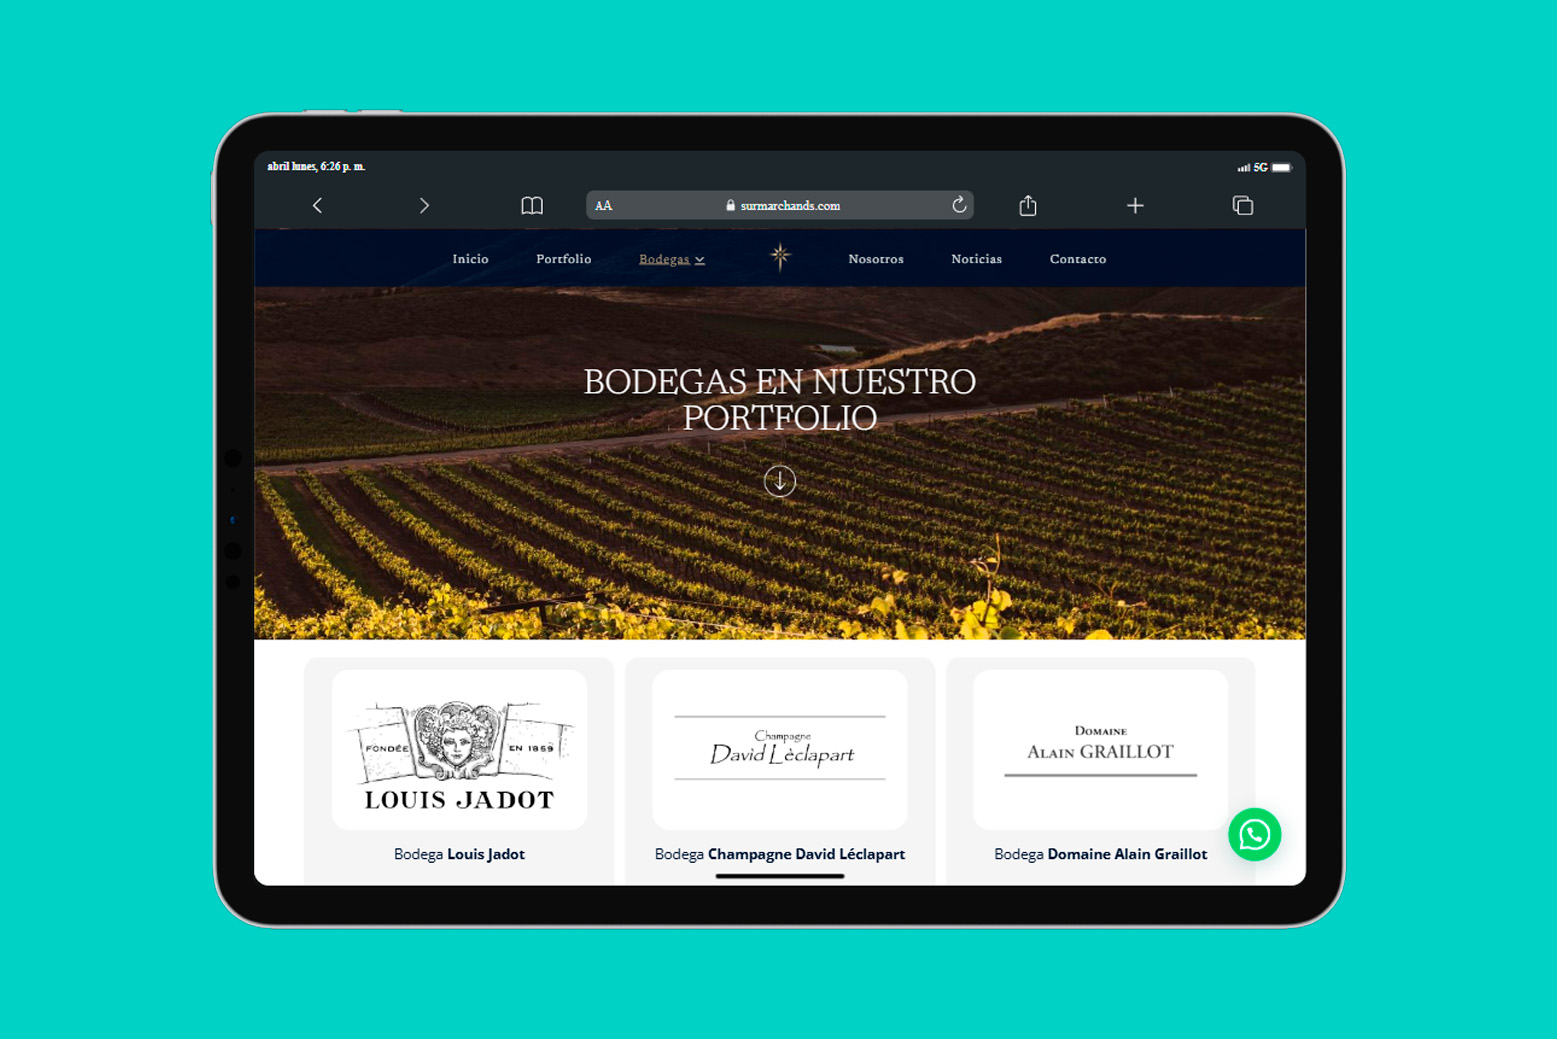 abril lunes, 6:26 p. m.
5G
AA
surmarchands.com
Inicio
Portfolio
Bodegas
Nosotros
Noticias
Contacto
BODEGAS EN NUESTRO
PORTFOLIO
FONDÉE EN 1859
LOUIS JADOT
Champagne
David Lèclapart
DOMAINE
ALAIN GRAILLOT
Bodega Louis Jadot
Bodega Champagne David Léclapart
Bodega Domaine Alain Graillot